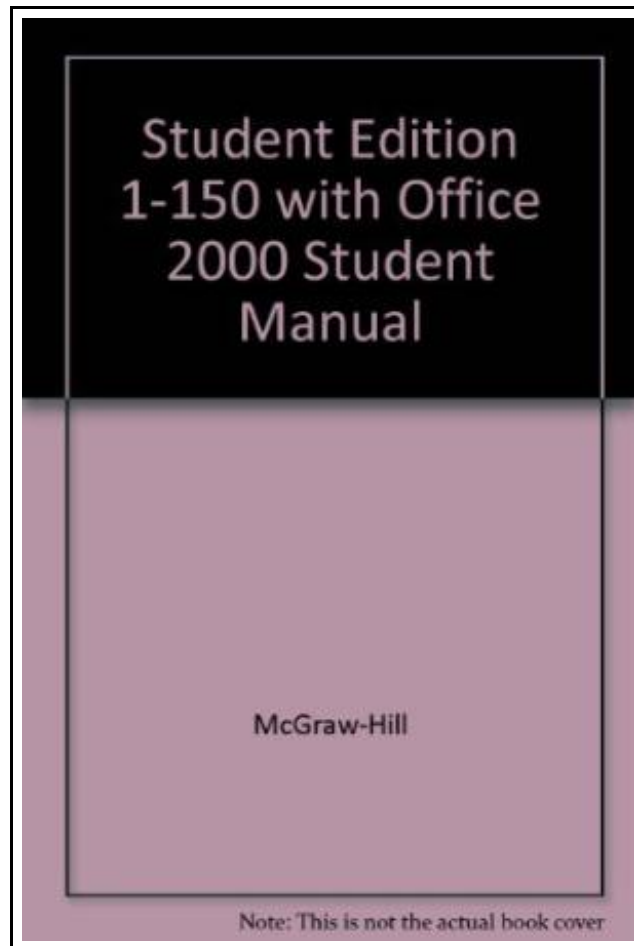 Student Edition
1-150 with Office
2000 Student
Manual
McGraw-Hill
Note: This is not the actual book cover